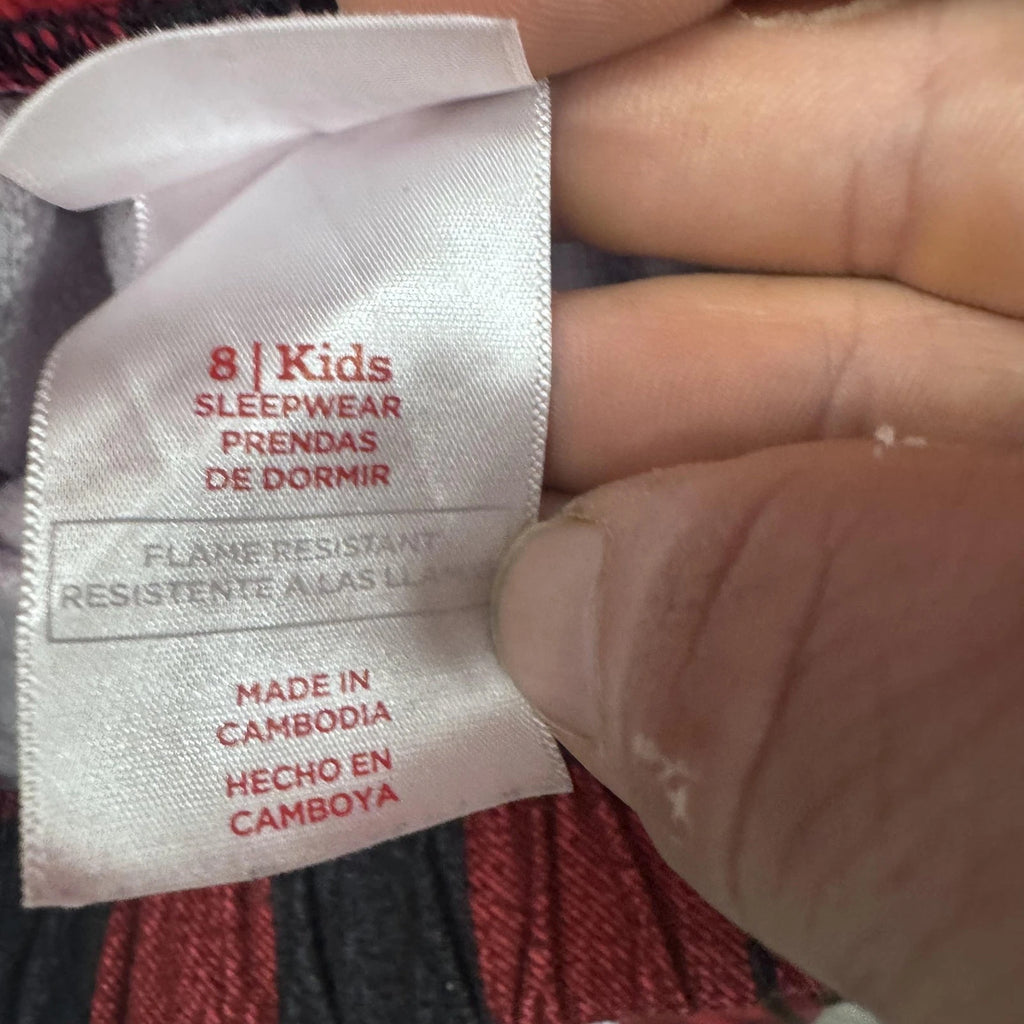 8 | Kids
SLEEPWEAR
PRENDAS
DE DORMIR
FLAME RESISTANT
RESISTENTE A LAS
MADE IN
CAMBODIA
HECHO EN
CAMBOYA